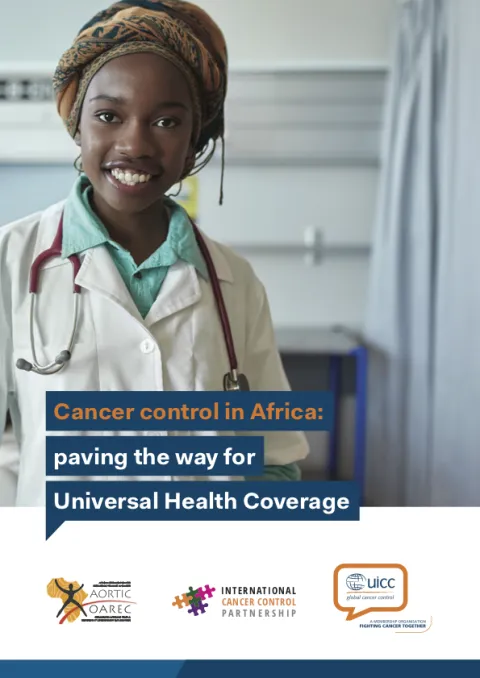 Cancer control in Africa:
paving the way for
Universal Health Coverage
AORTIC
OAREC
INTERNATIONAL
CANCER CONTROL
PARTNERSHIP
uicc
global cancer control
A MEMBERSHIP ORGANISATION
FIGHTING CANCER TOGETHER